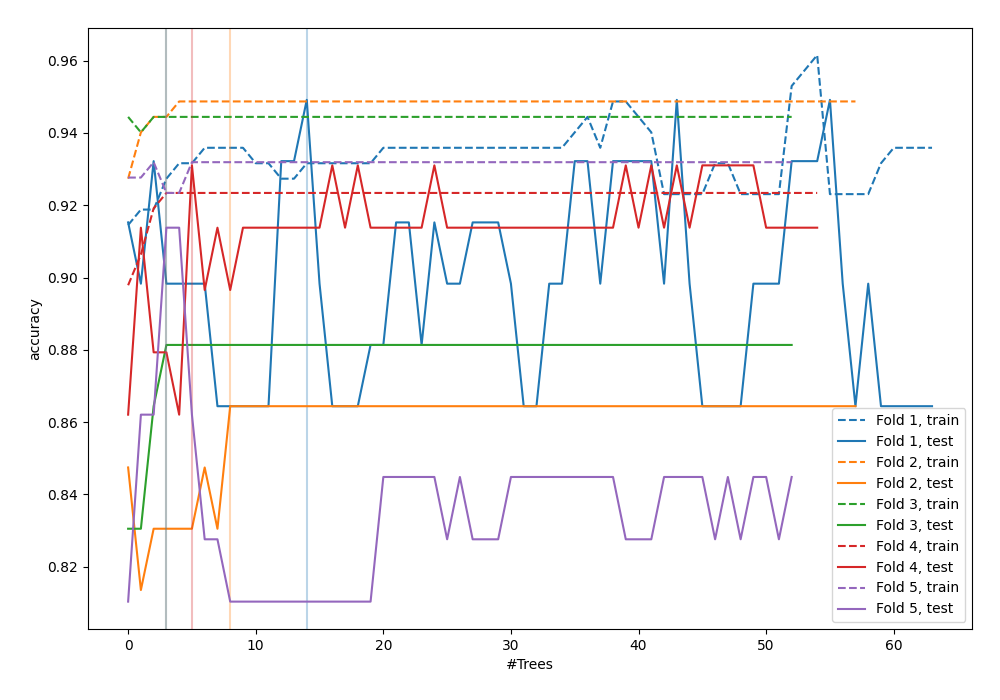 0.96
0.94
0.92
0.90
0.88
0.86
0.84
0.82
accuracy
0
10
20
30
40
50
60
#Trees
Fold 1, train
Fold 1, test
Fold 2, train
Fold 2, test
Fold 3, train
Fold 3, test
Fold 4, train
Fold 4, test
Fold 5, train
Fold 5, test